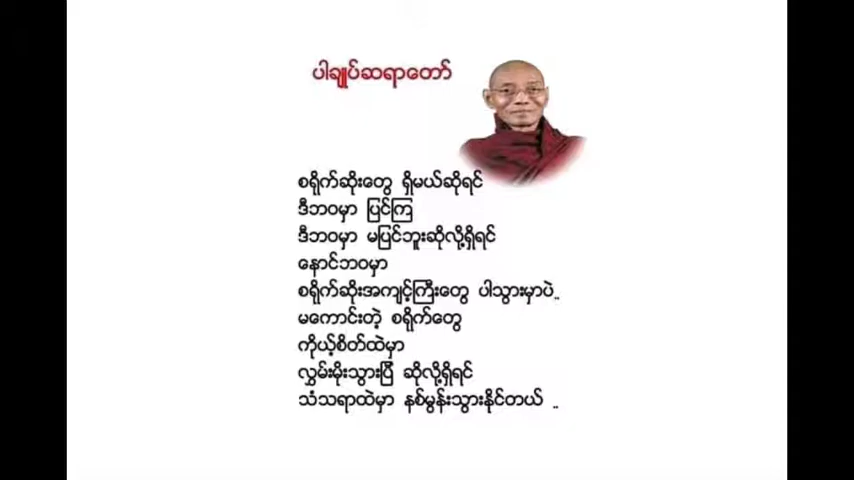 ပါချုပ်ဆရာတော်
စရိုက်ဆိုးတွေ ရှိမယ်ဆိုရင်
ဒီဘဝမှာ ပြင်ကြ
ဒီဘဝမှာ မပြင်ဘူးဆိုလို့ရှိရင်
နောင်ဘဝမှာ
စရိုက်ဆိုးအကျင့်ကြီးတွေ ပါသွားမှာပဲ..
မကောင်းတဲ့ စရိုက်တွေ
ကိုယ့်စိတ်ထဲမှာ
လွှမ်းမိုးသွားပြီ ဆိုလို့ရှိရင်
သံသရာထဲမှာ နစ်မွန်းသွားနိုင်တယ် ..